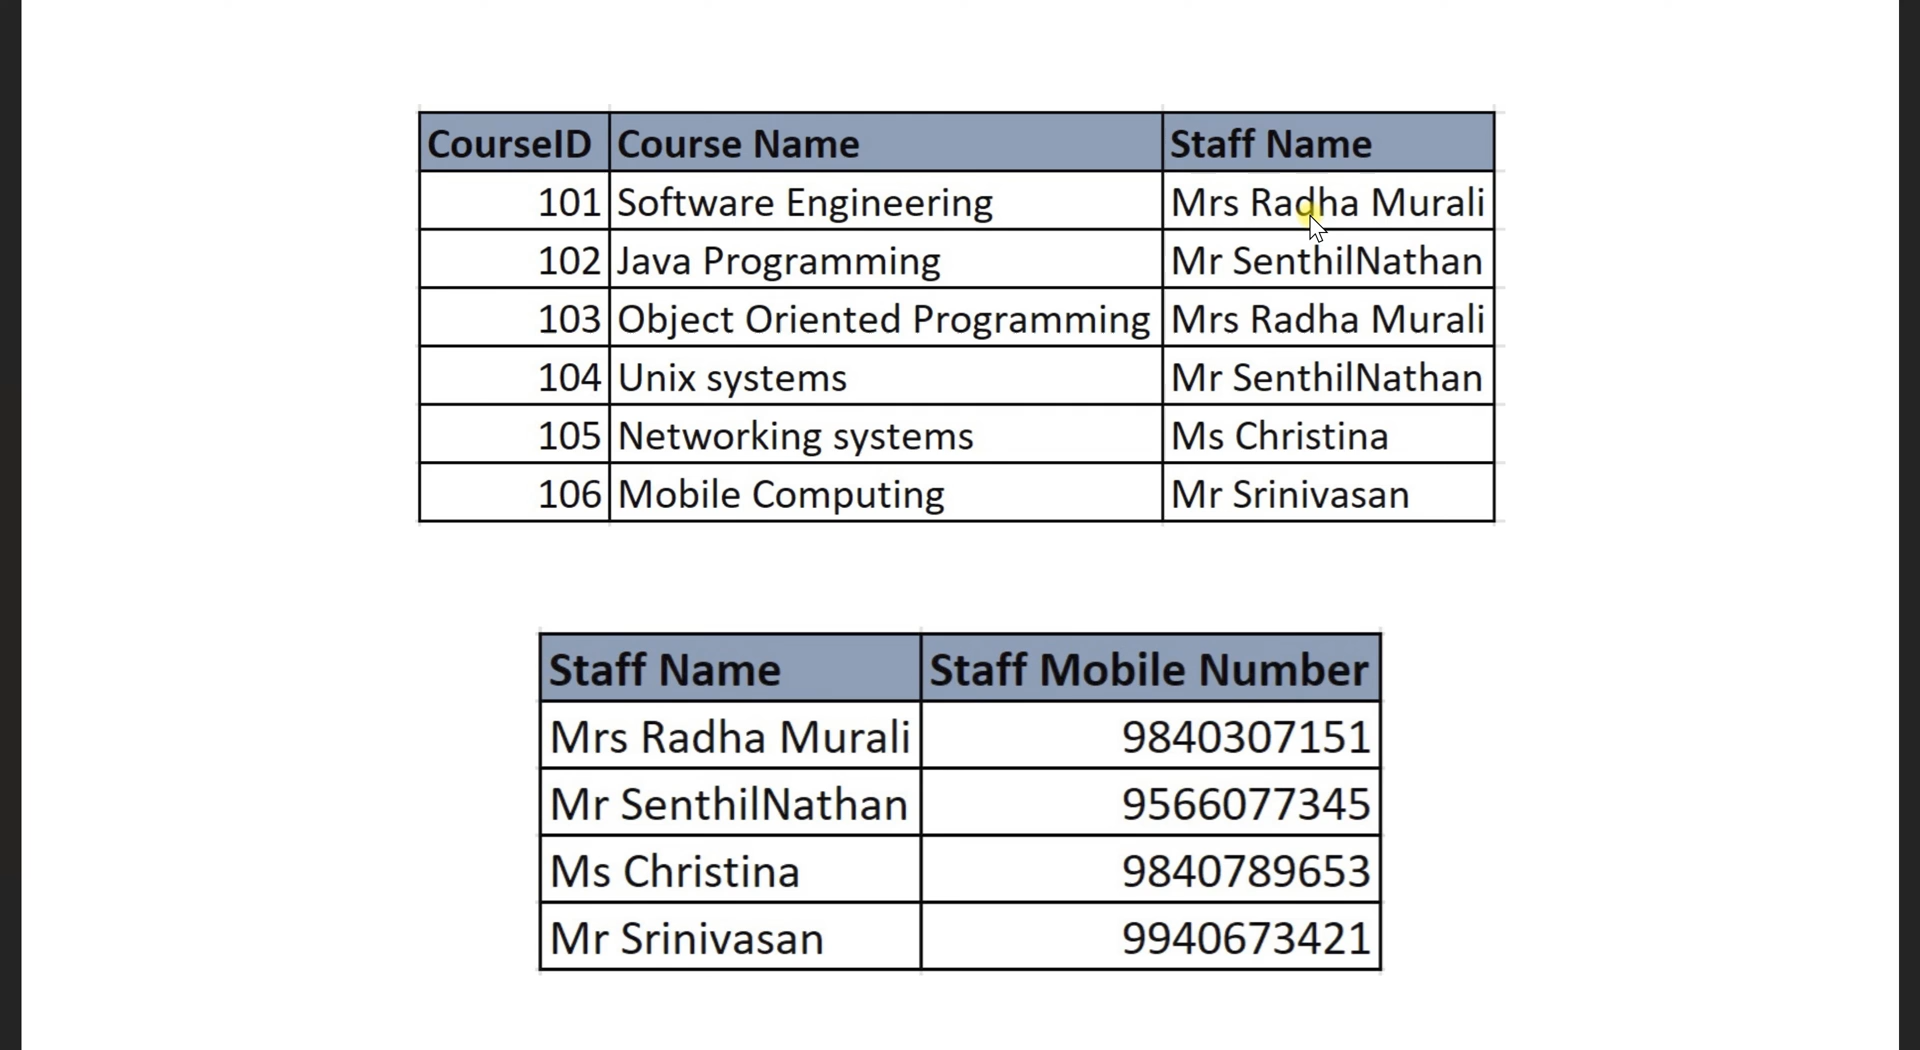 CourseID Course Name Staff Name
101 Software Engineering Mrs Radha Murali
102 Java Programming Mr SenthilNathan
103 Object Oriented Programming Mrs Radha Murali
104 Unix systems Mr SenthilNathan
105 Networking systems Ms Christina
106 Mobile Computing Mr Srinivasan
Staff Name Staff Mobile Number
Mrs Radha Murali 9840307151
Mr SenthilNathan 9566077345
Ms Christina 9840789653
Mr Srinivasan 9940673421